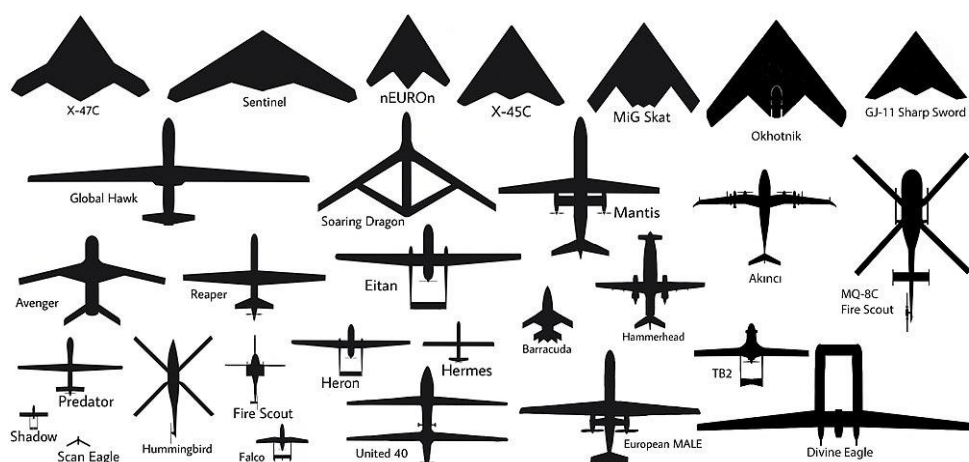 X-47C
Sentinel
nEUROn
X-45C
MiG Skat
Okhotnik
GJ-11 Sharp Sword
Global Hawk
Soaring Dragon
Mantis
Akıncı
MQ-8C
Fire Scout
Avenger
Reaper
Eitan
Barracuda
Hammerhead
Predator
Hummingbird
Fire Scout
Heron
Hermes
TB2
Shadow
Scan Eagle
Falco
United 40
European MALE
Divine Eagle